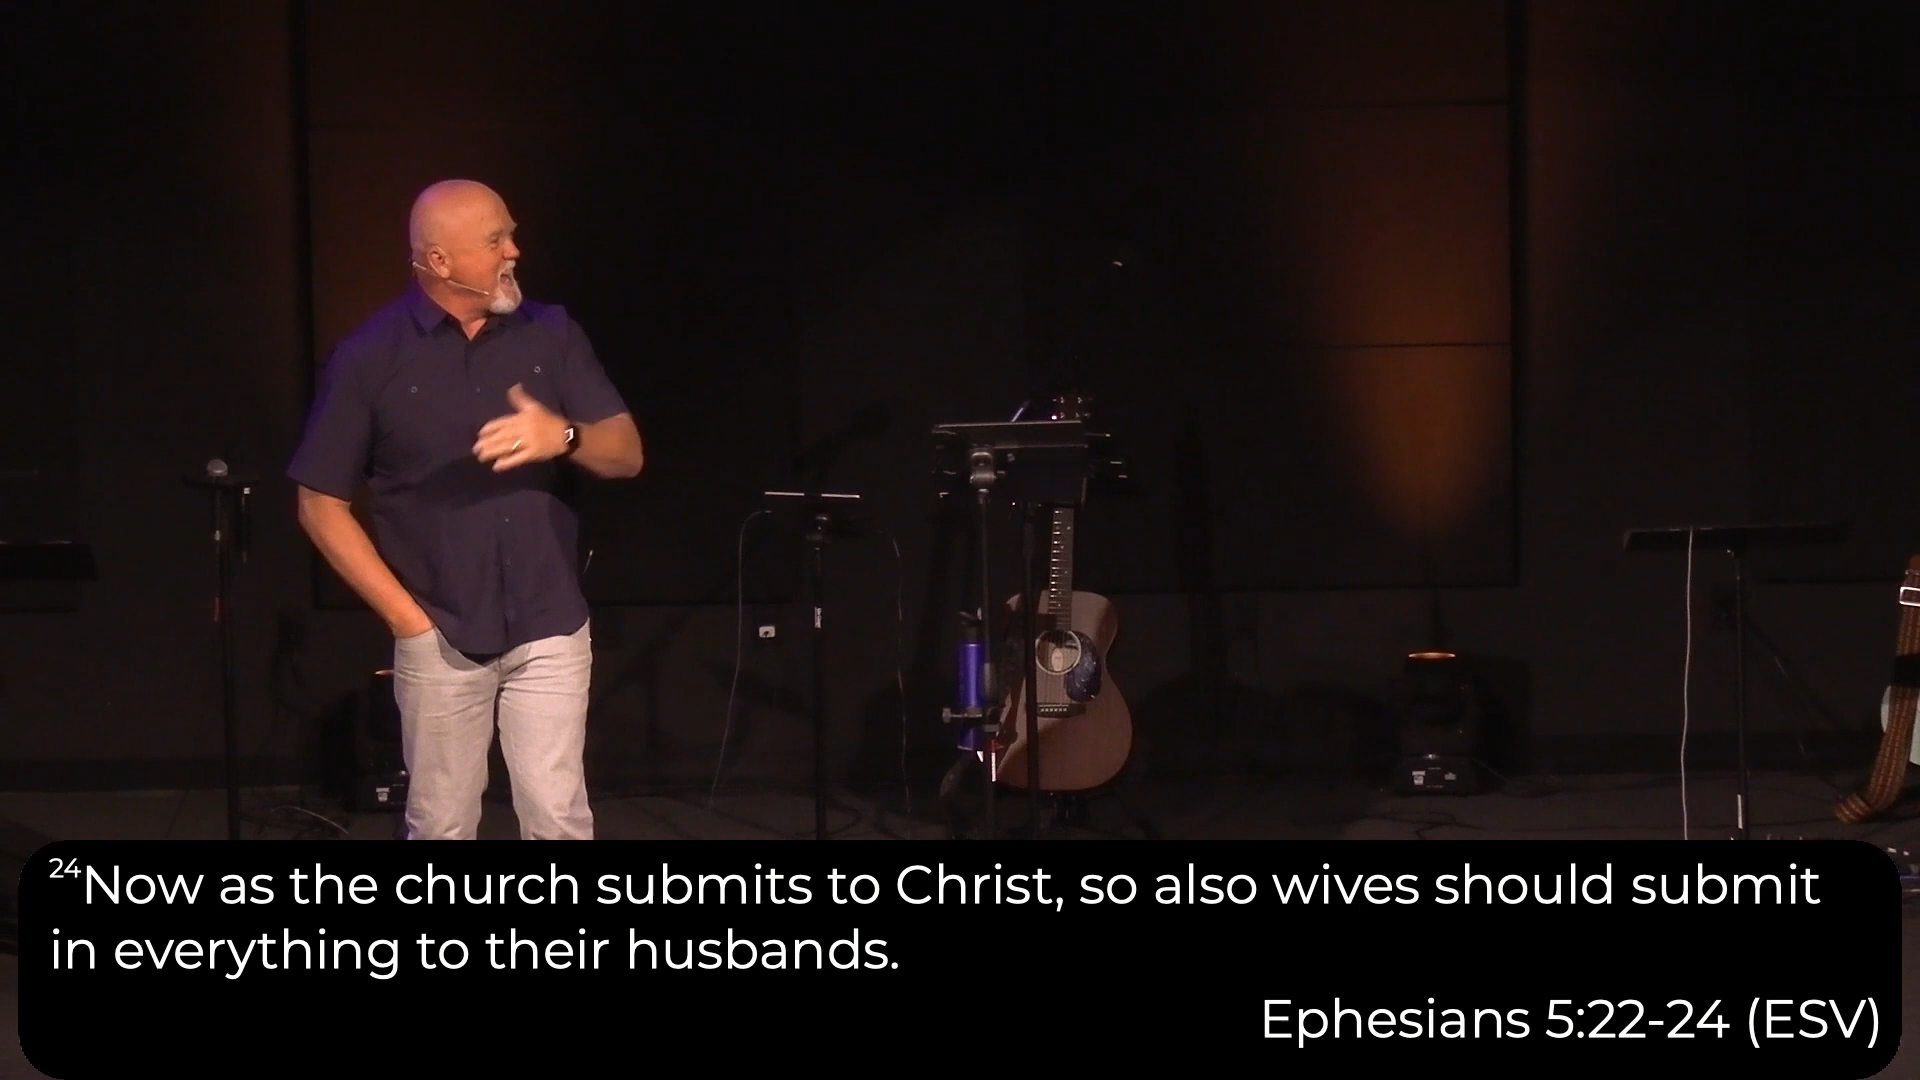 24Now as the church submits to Christ, so also wives should submit
in everything to their husbands.
Ephesians 5:22-24 (ESV)